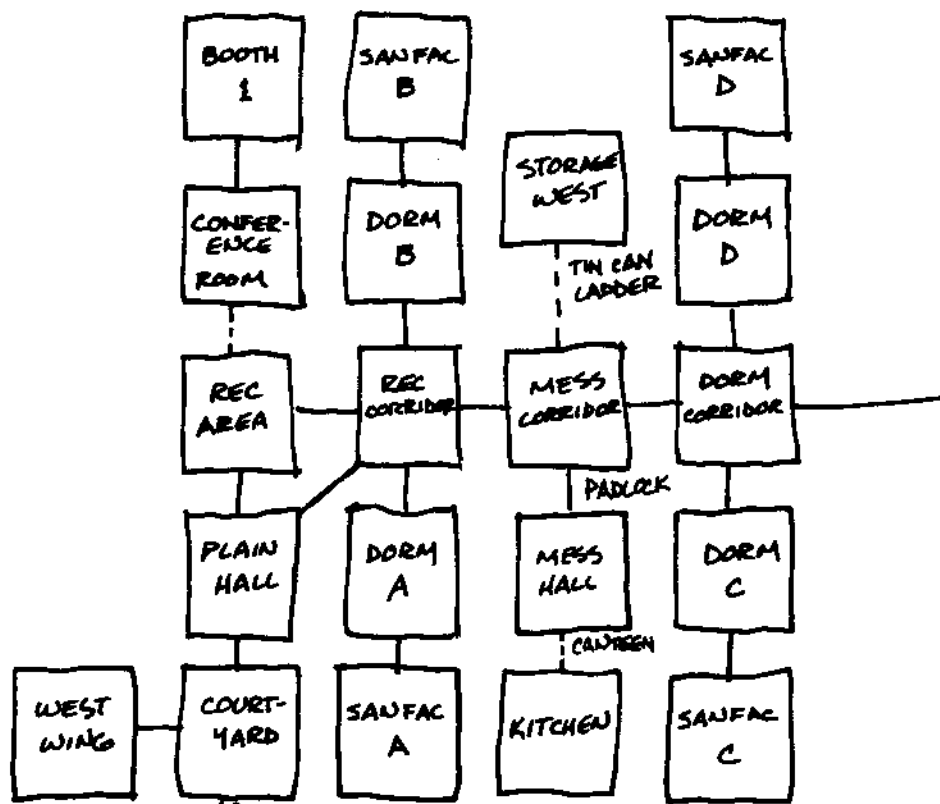 BOOTH
1
SANFAC
B
SANFAC
D
STORAGE
WEST
CONFER-
ENCE
ROOM
DORM
B
DORM
D
TIN CAN
LADDER
REC
AREA
REC
CORRIDOR
MESS
CORRIDOR
DORM
CORRIDOR
PADLOCK
PLAIN
HALL
DORM
A
MESS
HALL
DORM
C
CANTEEN
WEST
WING
COURT-
YARD
SANFAC
A
KITCHEN
SANFAC
C